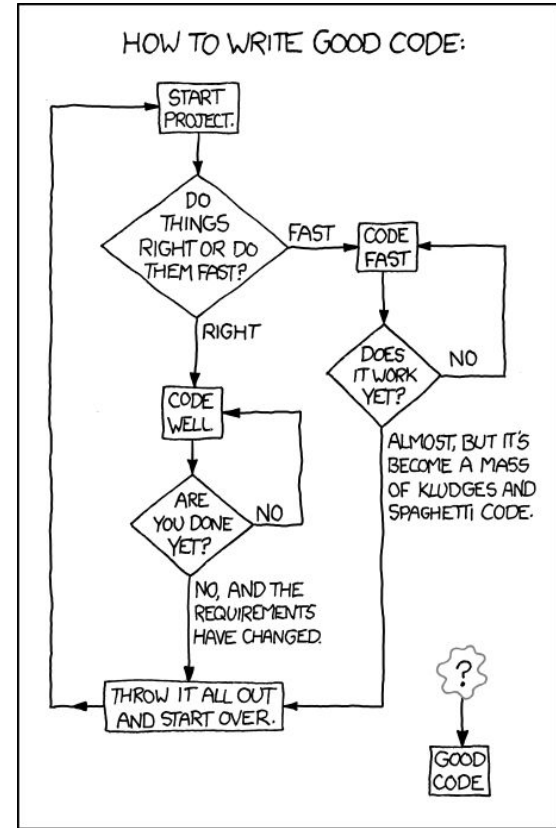 HOW TO WRITE GOOD CODE:
START
PROJECT.
DO
THINGS
RIGHT OR DO
THEM FAST?
FAST
CODE
FAST
RIGHT
DOES
IT WORK
YET?
NO
CODE
WELL
ALMOST, BUT IT'S
BECOME A MASS
OF KLUDGES AND
SPAGHETTI CODE.
ARE
YOU DONE
YET?
NO
NO, AND THE
REQUIREMENTS
HAVE CHANGED.
THROW IT ALL OUT
AND START OVER.
?
GOOD
CODE